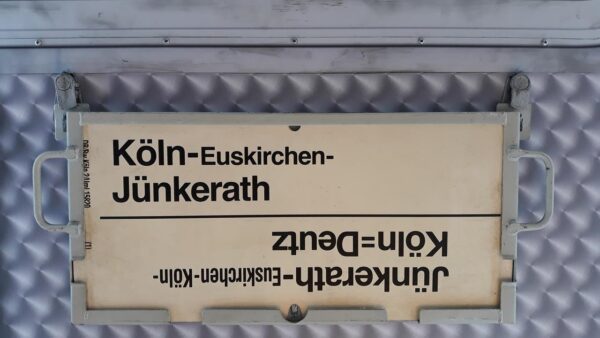 Köln-Euskirchen-
Jünkerath
Jünkerath-Euskirchen-Köln-
Köln=Deutz